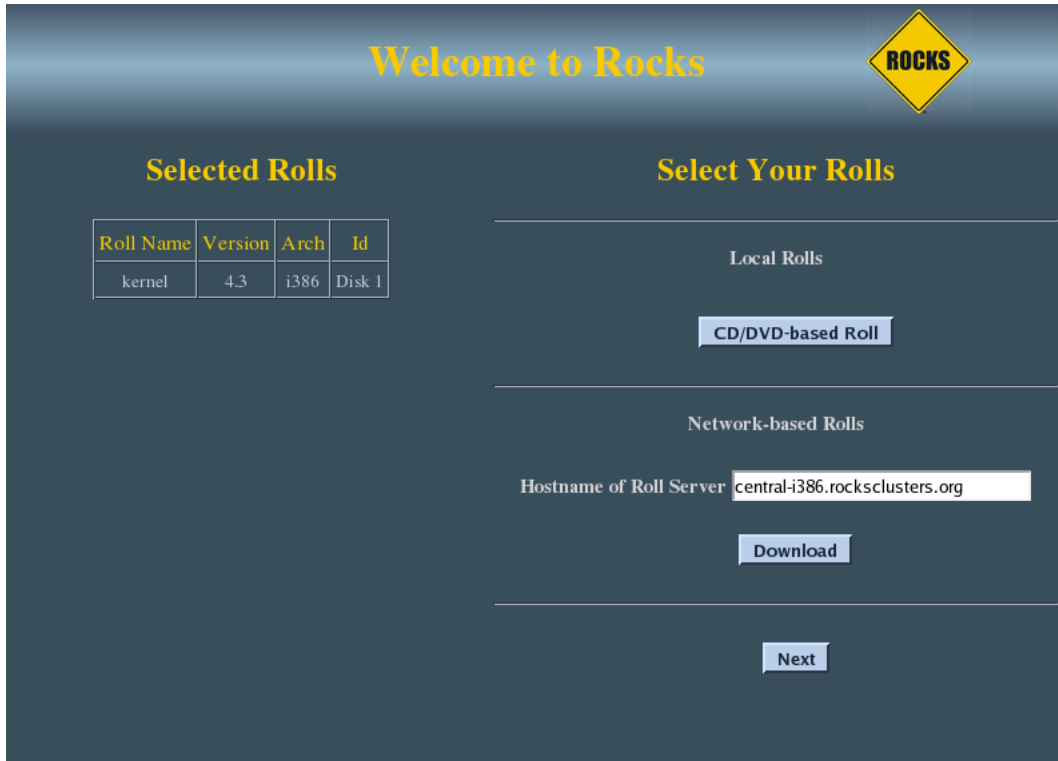 Welcome to Rocks
ROCKS
Selected Rolls
Roll Name Version Arch Id
kernel 4.3 i386 Disk 1
Select Your Rolls
Local Rolls
CD/DVD-based Roll
Network-based Rolls
Hostname of Roll Server central-i386.rocksclusters.org
Download
Next